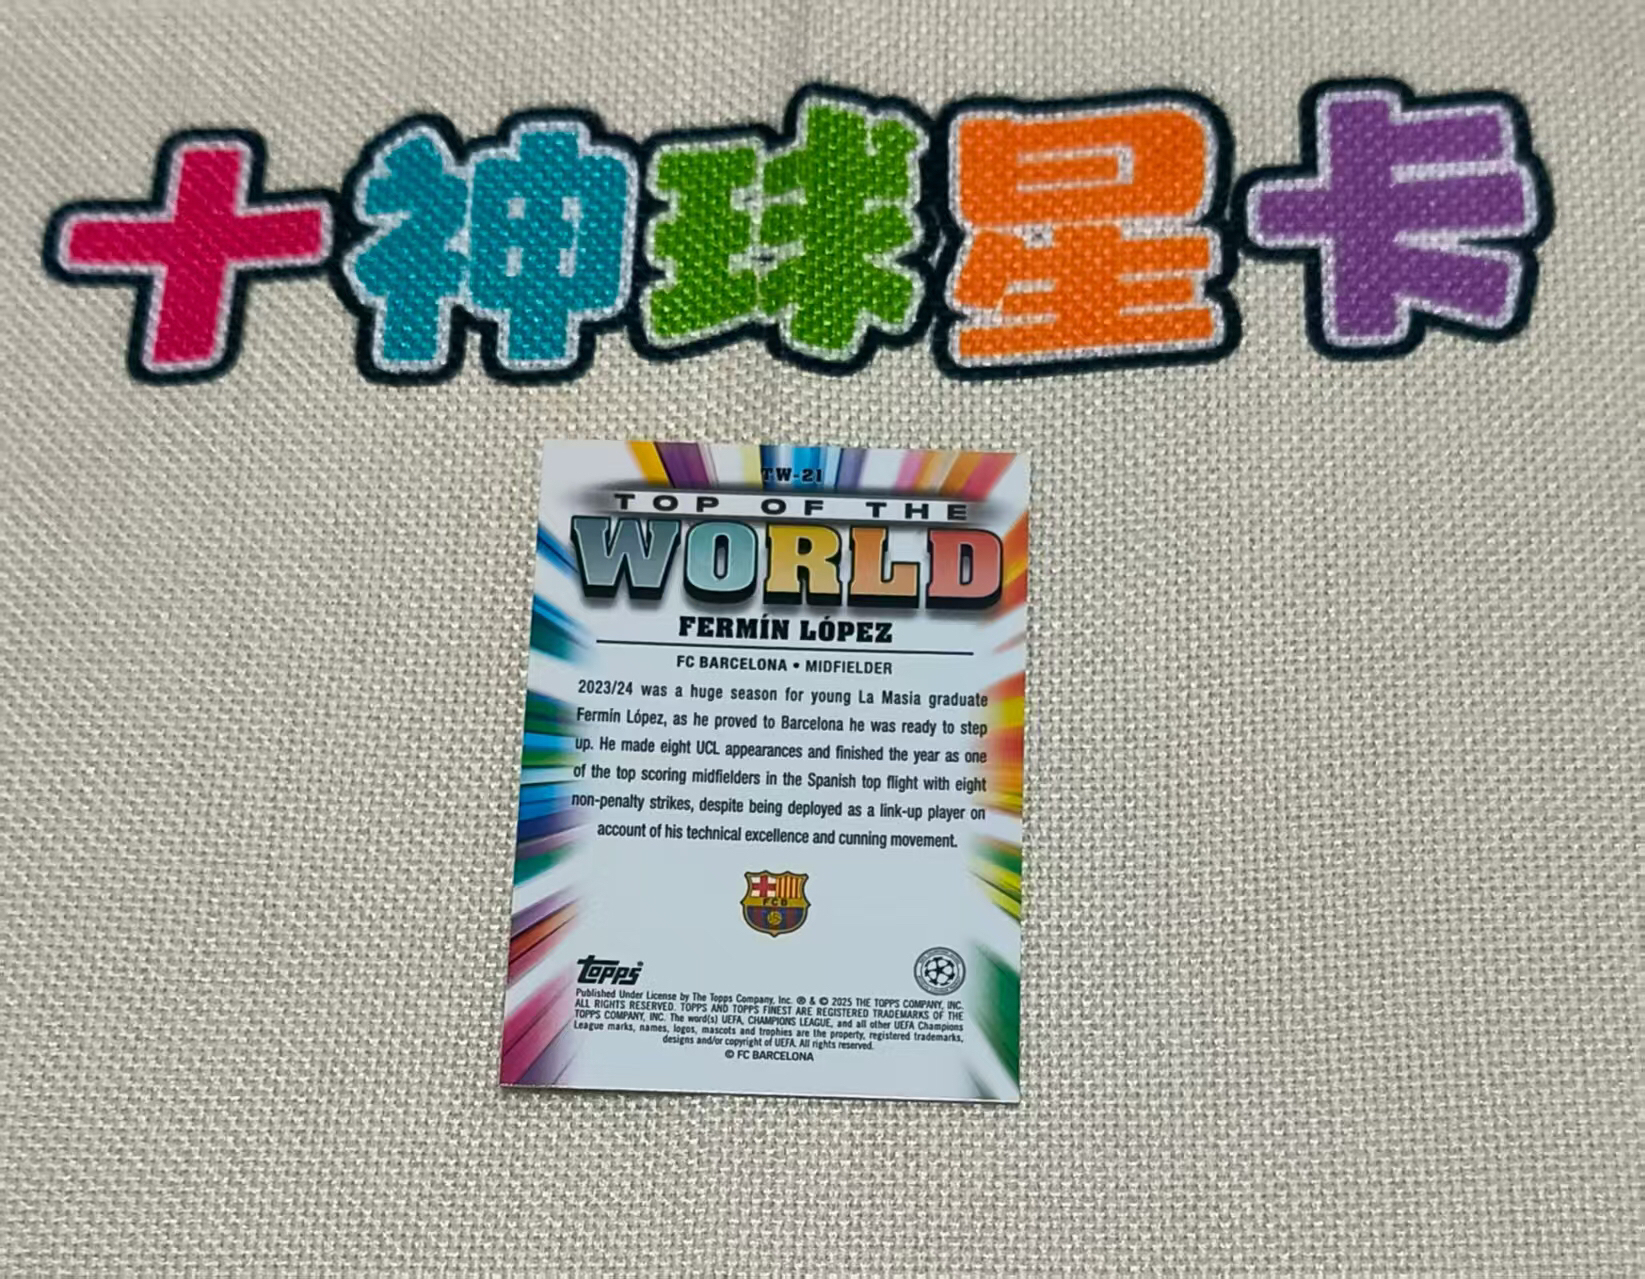 十神球星卡
TW-21
TOP OF THE
WORLD
FERMÍN LÓPEZ
FC BARCELONA • MIDFIELDER
2023/24 was a huge season for young La Masia graduate
Fermín López, as he proved to Barcelona he was ready to step
up. He made eight UCL appearances and finished the year as one
of the top scoring midfielders in the Spanish top flight with eight
non-penalty strikes, despite being deployed as a link-up player on
account of his technical excellence and cunning movement.
FCB
Topps®
Published Under License by The Topps Company, Inc. ® & © 2025 THE TOPPS COMPANY, INC.
ALL RIGHTS RESERVED. TOPPS AND TOPPS FINEST ARE REGISTERED TRADEMARKS OF THE
TOPPS COMPANY, INC. The word(s) UEFA, CHAMPIONS LEAGUE, and all other UEFA Champions
League marks, names, logos, mascots and trophies are the property, registered trademarks,
designs and/or copyright of UEFA. All rights reserved.
© FC BARCELONA